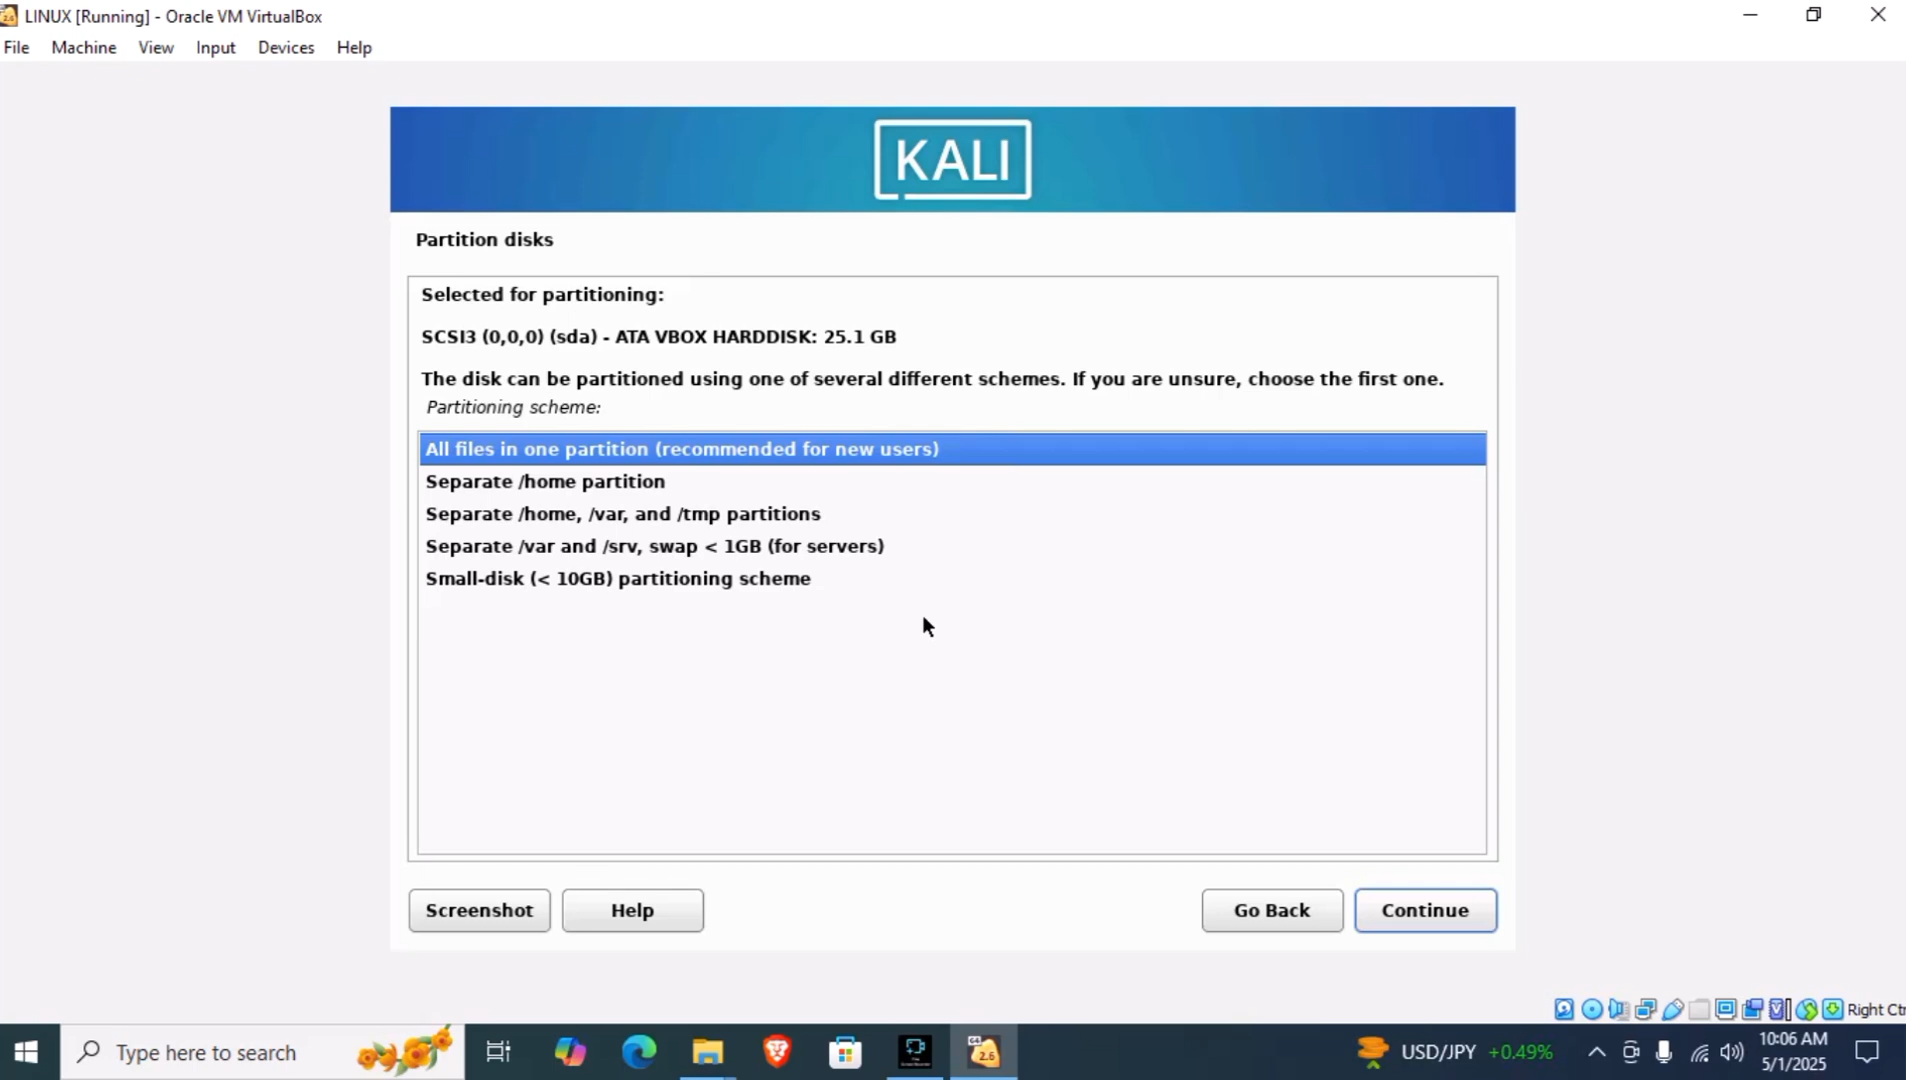 LINUX [Running] - Oracle VM VirtualBox
File Machine View Input Devices Help
KALI
Partition disks
Selected for partitioning:
SCSI3 (0,0,0) (sda) - ATA VBOX HARDDISK: 25.1 GB
The disk can be partitioned using one of several different schemes. If you are unsure, choose the first one.
Partitioning scheme:
All files in one partition (recommended for new users)
Separate /home partition
Separate /home, /var, and /tmp partitions
Separate /var and /srv, swap < 1GB (for servers)
Small-disk (< 10GB) partitioning scheme
Screenshot Help Go Back Continue
Right Ctr
Type here to search
64
2.6
USD/JPY +0.49%
10:06 AM
5/1/2025